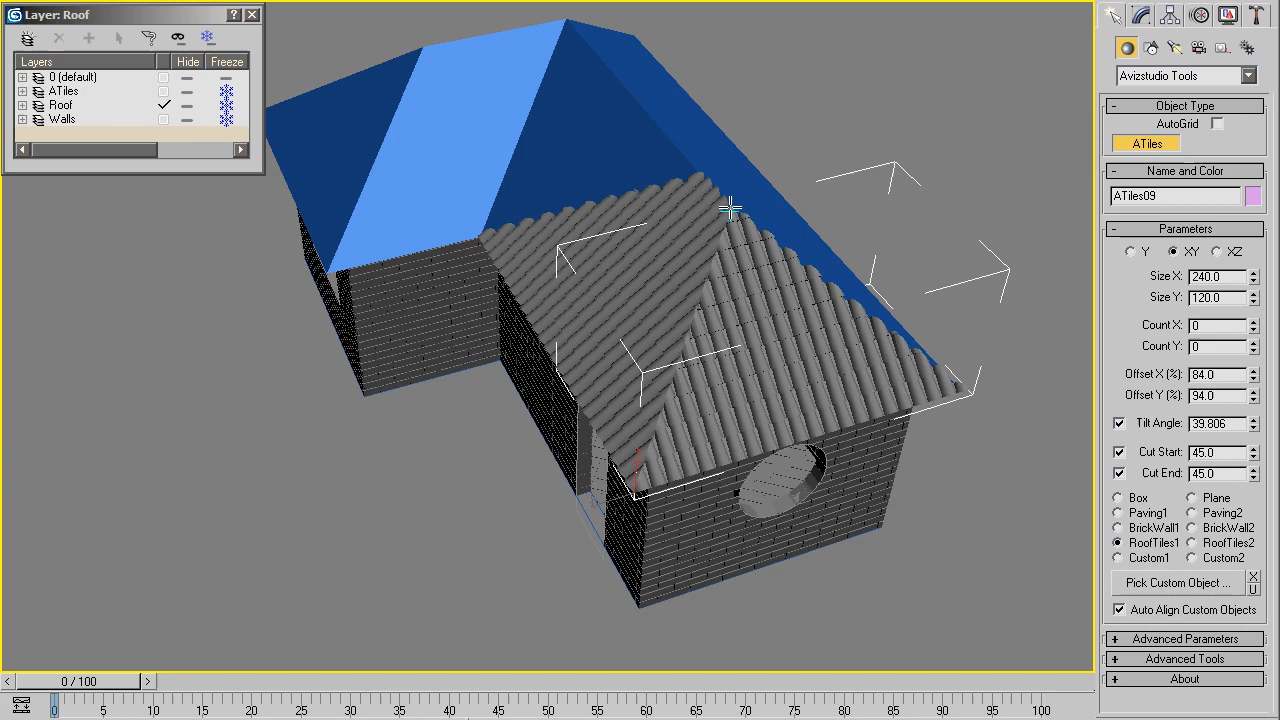 Layer: Roof
?
Layers Hide Freeze
0 (default)
ATiles
Roof
Walls
Avizstudio Tools
- Object Type
AutoGrid
ATiles
- Name and Color
ATiles09
- Parameters
Y XY XZ
Size X: 240.0
Size Y: 120.0
Count X: 0
Count Y: 0
Offset X (%): 84.0
Offset Y (%): 94.0
Tilt Angle: 39.806
Cut Start: 45.0
Cut End: 45.0
Box Plane
Paving1 Paving2
BrickWall1 BrickWall2
RoofTiles1 RoofTiles2
Custom1 Custom2
Pick Custom Object ... X
U
Auto Align Custom Objects
+ Advanced Parameters
+ Advanced Tools
+ About
< 0 / 100 >
0 5 10 15 20 25 30 35 40 45 50 55 60 65 70 75 80 85 90 95 100